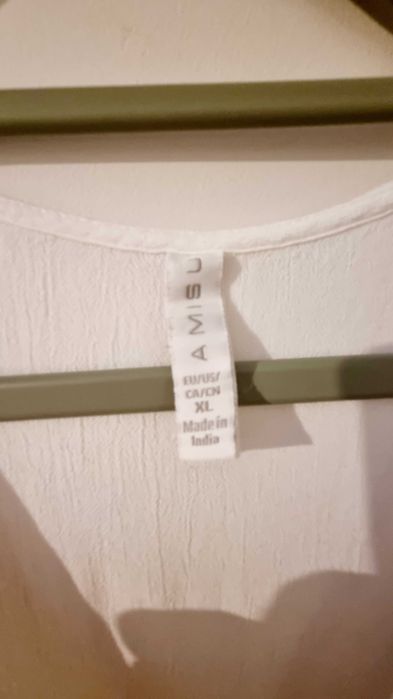 AMISU
EU/US/
CA/CN
XL
Made in
India